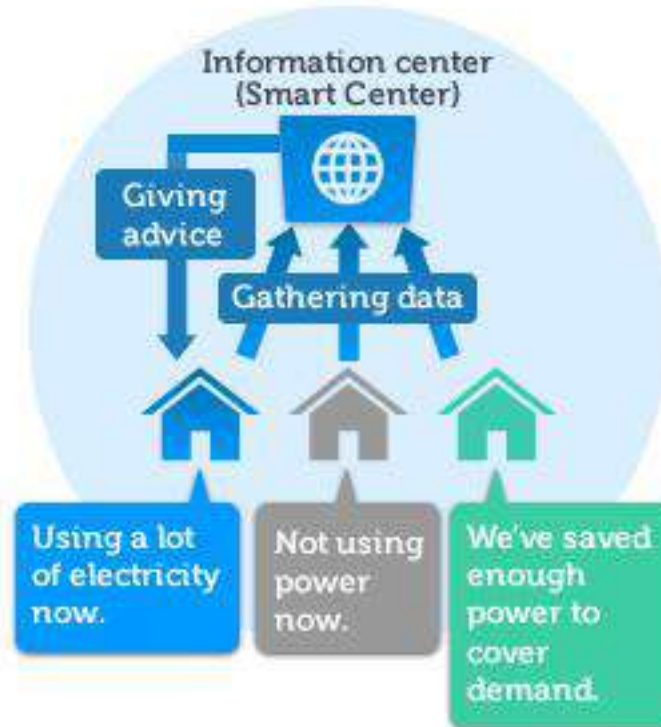 Information center
(Smart Center)
Giving
advice
Gathering data
Using a lot
of electricity
now.
Not using
power
now.
We've saved
enough
power to
cover
demand.